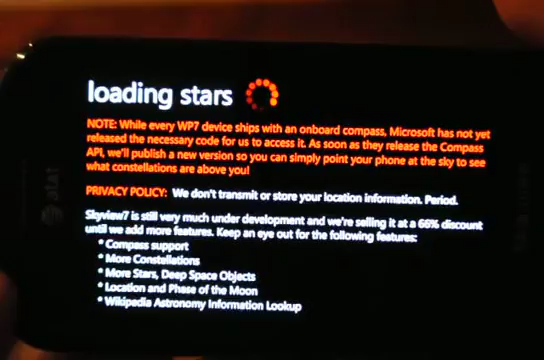 loading stars
NOTE: While every WP7 device ships with an onboard compass, Microsoft has not yet
released the necessary code for us to access it. As soon as they release the Compass
API, we'll publish a new version so you can simply point your phone at the sky to see
what constellations are above you!
PRIVACY POLICY: We don't transmit or store your location information. Period.
Skyview7 is still very much under development and we're selling it at a 66% discount
until we add more features. Keep an eye out for the following features:
* Compass support
* More Constellations
* More Stars, Deep Space Objects
* Location and Phase of the Moon
* Wikipedia Astronomy Information Lookup
at&t